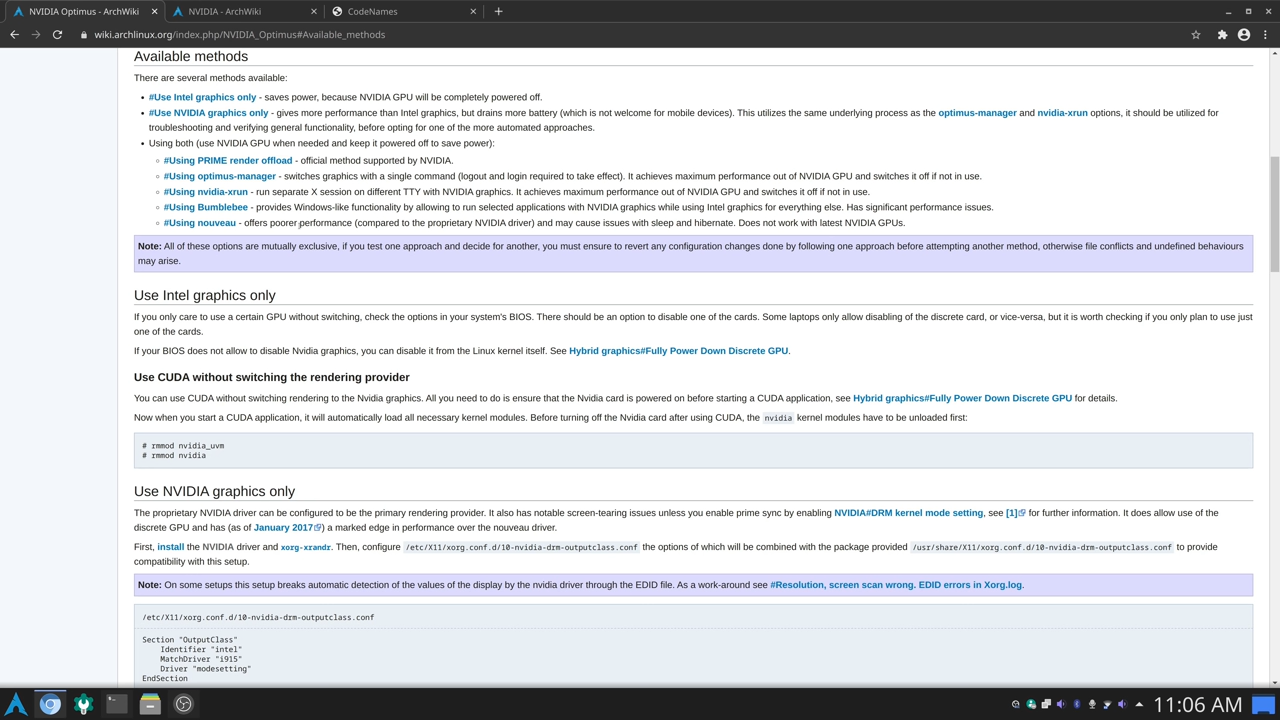 NVIDIA Optimus - ArchWiki
NVIDIA - ArchWiki
CodeNames
wiki.archlinux.org/index.php/NVIDIA_Optimus#Available_methods
Available methods
There are several methods available:
• #Use Intel graphics only - saves power, because NVIDIA GPU will be completely powered off.
• #Use NVIDIA graphics only - gives more performance than Intel graphics, but drains more battery (which is not welcome for mobile devices). This utilizes the same underlying process as the optimus-manager and nvidia-xrun options, it should be utilized for
troubleshooting and verifying general functionality, before opting for one of the more automated approaches.
• Using both (use NVIDIA GPU when needed and keep it powered off to save power):
◦ #Using PRIME render offload - official method supported by NVIDIA.
◦ #Using optimus-manager - switches graphics with a single command (logout and login required to take effect). It achieves maximum performance out of NVIDIA GPU and switches it off if not in use.
◦ #Using nvidia-xrun - run separate X session on different TTY with NVIDIA graphics. It achieves maximum performance out of NVIDIA GPU and switches it off if not in use.
◦ #Using Bumblebee - provides Windows-like functionality by allowing to run selected applications with NVIDIA graphics while using Intel graphics for everything else. Has significant performance issues.
◦ #Using nouveau - offers poorer performance (compared to the proprietary NVIDIA driver) and may cause issues with sleep and hibernate. Does not work with latest NVIDIA GPUs.
Note: All of these options are mutually exclusive, if you test one approach and decide for another, you must ensure to revert any configuration changes done by following one approach before attempting another method, otherwise file conflicts and undefined behaviours
may arise.
Use Intel graphics only
If you only care to use a certain GPU without switching, check the options in your system's BIOS. There should be an option to disable one of the cards. Some laptops only allow disabling of the discrete card, or vice-versa, but it is worth checking if you only plan to use just
one of the cards.
If your BIOS does not allow to disable Nvidia graphics, you can disable it from the Linux kernel itself. See Hybrid graphics#Fully Power Down Discrete GPU.
Use CUDA without switching the rendering provider
You can use CUDA without switching rendering to the Nvidia graphics. All you need to do is ensure that the Nvidia card is powered on before starting a CUDA application, see Hybrid graphics#Fully Power Down Discrete GPU for details.
Now when you start a CUDA application, it will automatically load all necessary kernel modules. Before turning off the Nvidia card after using CUDA, the nvidia kernel modules have to be unloaded first:
# rmmod nvidia_uvm
# rmmod nvidia
Use NVIDIA graphics only
The proprietary NVIDIA driver can be configured to be the primary rendering provider. It also has notable screen-tearing issues unless you enable prime sync by enabling NVIDIA#DRM kernel mode setting, see [1] for further information. It does allow use of the
discrete GPU and has (as of January 2017) a marked edge in performance over the nouveau driver.
First, install the NVIDIA driver and xorg-xrandr. Then, configure /etc/X11/xorg.conf.d/10-nvidia-drm-outputclass.conf the options of which will be combined with the package provided /usr/share/X11/xorg.conf.d/10-nvidia-drm-outputclass.conf to provide
compatibility with this setup.
Note: On some setups this setup breaks automatic detection of the values of the display by the nvidia driver through the EDID file. As a work-around see #Resolution, screen scan wrong. EDID errors in Xorg.log.
/etc/X11/xorg.conf.d/10-nvidia-drm-outputclass.conf
Section "OutputClass"
Identifier "intel"
MatchDriver "i915"
Driver "modesetting"
EndSection
11:06 AM